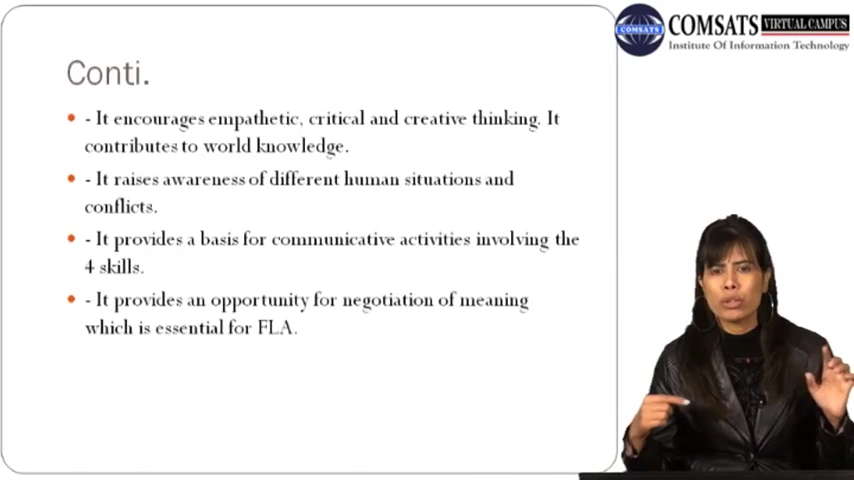 COMSATS VIRTUAL CAMPUS
COMSATS
Institute Of Information Technology
Conti.
- It encourages empathetic, critical and creative thinking. It
contributes to world knowledge.
- It raises awareness of different human situations and
conflicts.
- It provides a basis for communicative activities involving the
4 skills.
- It provides an opportunity for negotiation of meaning
which is essential for FLA.